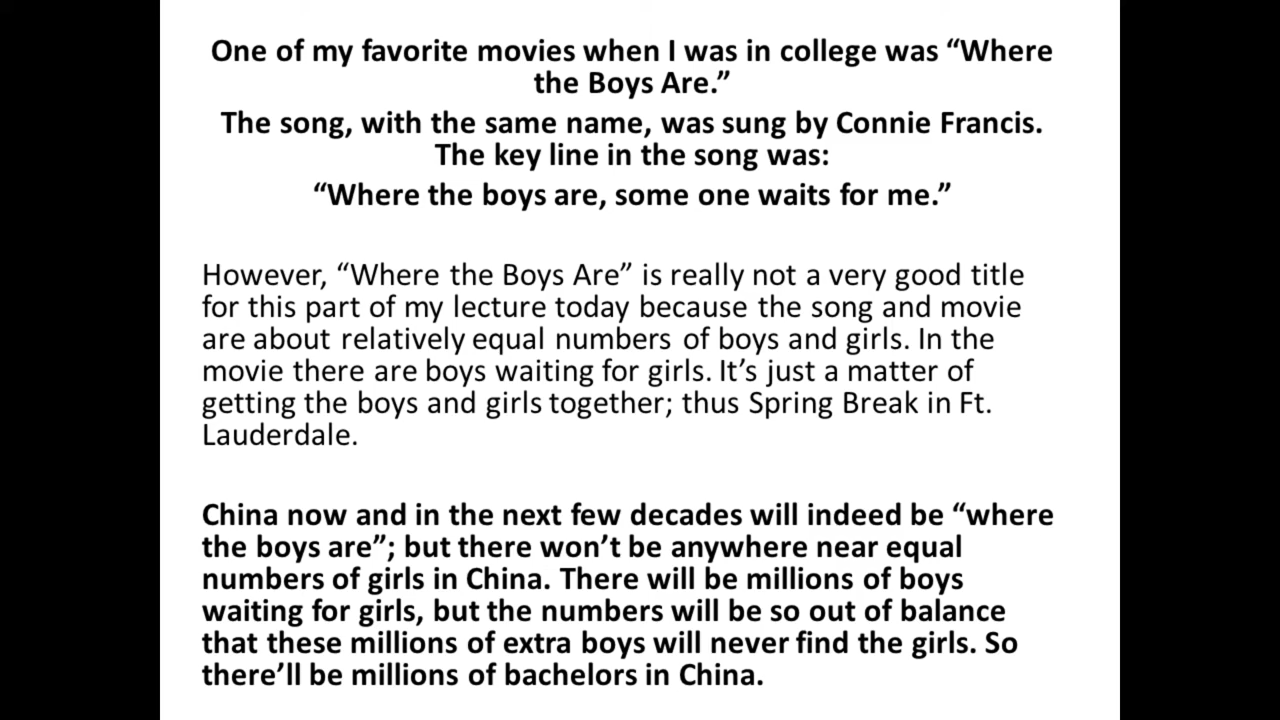 One of my favorite movies when I was in college was “Where
the Boys Are.”
The song, with the same name, was sung by Connie Francis.
The key line in the song was:
“Where the boys are, some one waits for me.”
However, “Where the Boys Are” is really not a very good title
for this part of my lecture today because the song and movie
are about relatively equal numbers of boys and girls. In the
movie there are boys waiting for girls. It’s just a matter of
getting the boys and girls together; thus Spring Break in Ft.
Lauderdale.
China now and in the next few decades will indeed be “where
the boys are”; but there won’t be anywhere near equal
numbers of girls in China. There will be millions of boys
waiting for girls, but the numbers will be so out of balance
that these millions of extra boys will never find the girls. So
there’ll be millions of bachelors in China.